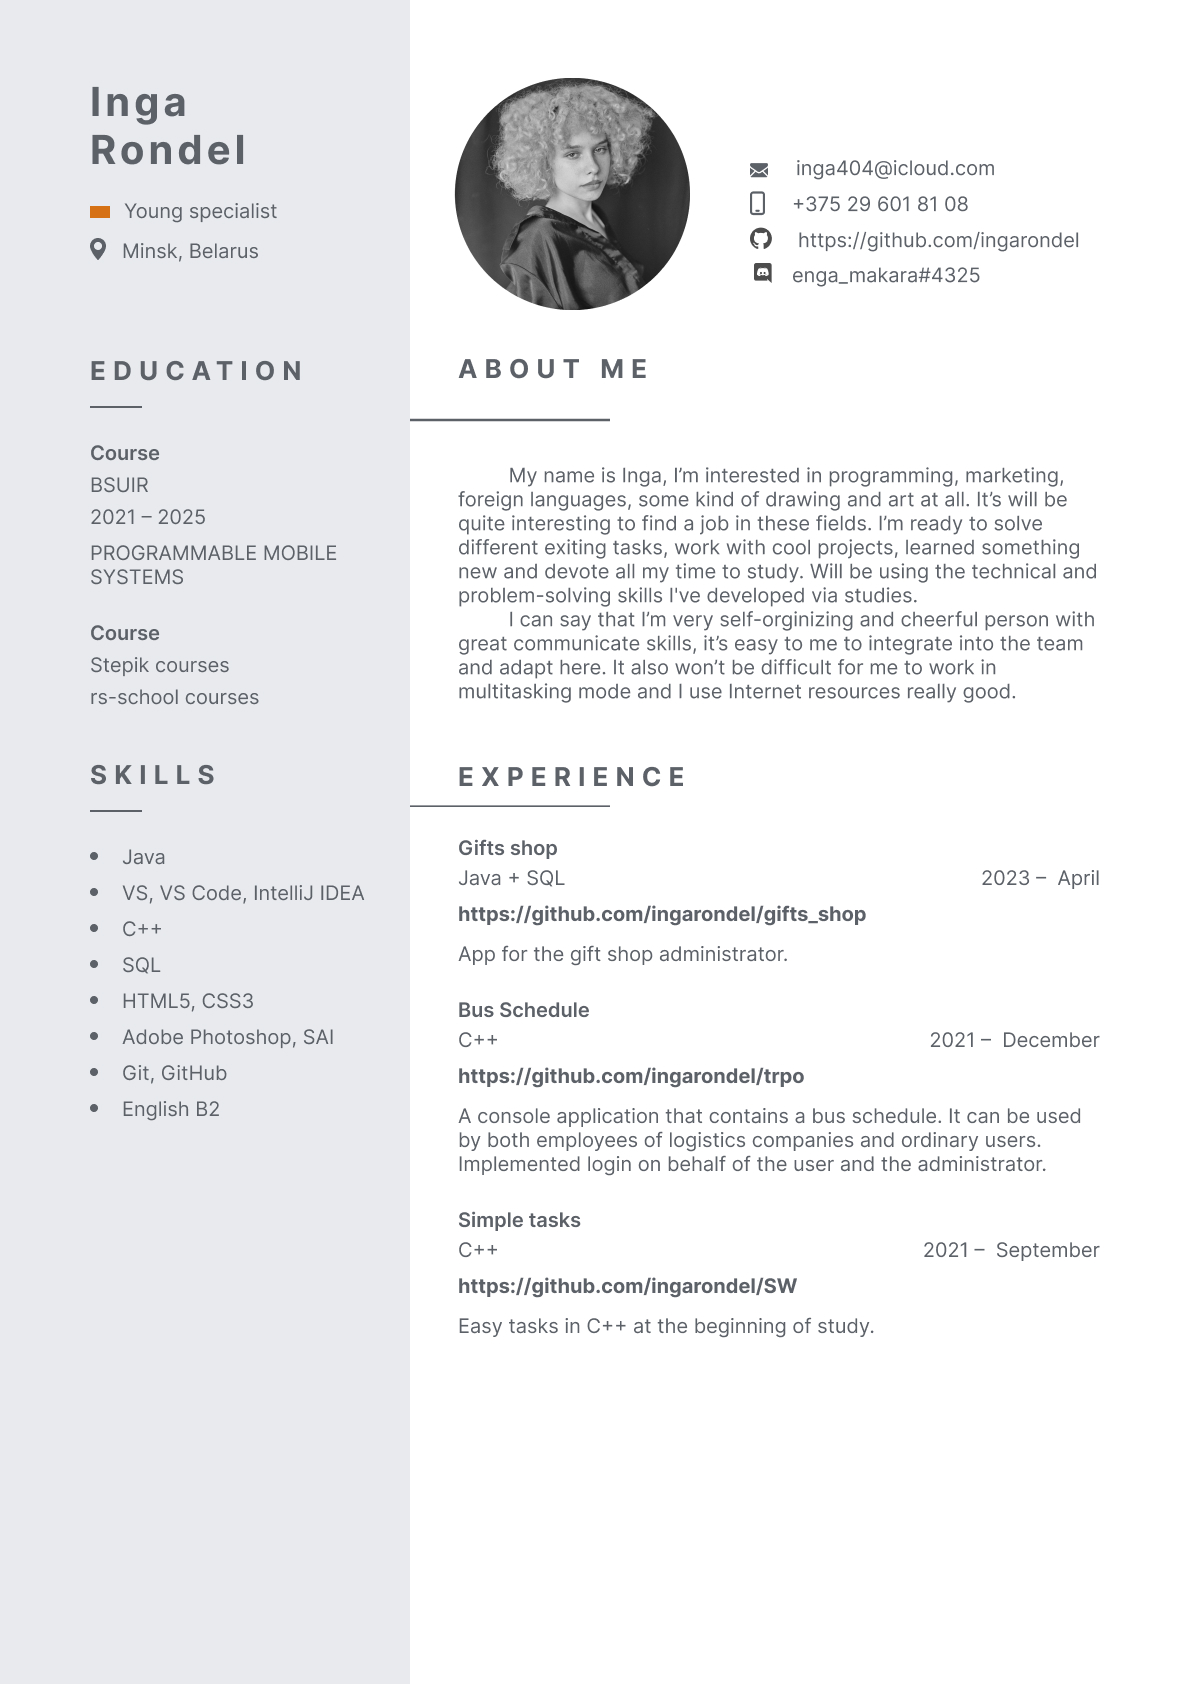 Inga
Rondel
Young specialist
Minsk, Belarus
EDUCATION
Course
BSUIR
2021 – 2025
PROGRAMMABLE MOBILE
SYSTEMS
Course
Stepik courses
rs-school courses
SKILLS
Java
VS, VS Code, IntelliJ IDEA
C++
SQL
HTML5, CSS3
Adobe Photoshop, SAI
Git, GitHub
English B2
inga404@icloud.com
+375 29 601 81 08
https://github.com/ingarondel
enga_makara#4325
ABOUT ME
My name is Inga, I’m interested in programming, marketing,
foreign languages, some kind of drawing and art at all. It’s will be
quite interesting to find a job in these fields. I’m ready to solve
different exiting tasks, work with cool projects, learned something
new and devote all my time to study. Will be using the technical and
problem-solving skills I've developed via studies.
I can say that I’m very self-orginizing and cheerful person with
great communicate skills, it’s easy to me to integrate into the team
and adapt here. It also won’t be difficult for me to work in
multitasking mode and I use Internet resources really good.
EXPERIENCE
Gifts shop
Java + SQL 2023 – April
https://github.com/ingarondel/gifts_shop
App for the gift shop administrator.
Bus Schedule
C++ 2021 – December
https://github.com/ingarondel/trpo
A console application that contains a bus schedule. It can be used
by both employees of logistics companies and ordinary users.
Implemented login on behalf of the user and the administrator.
Simple tasks
C++ 2021 – September
https://github.com/ingarondel/SW
Easy tasks in C++ at the beginning of study.